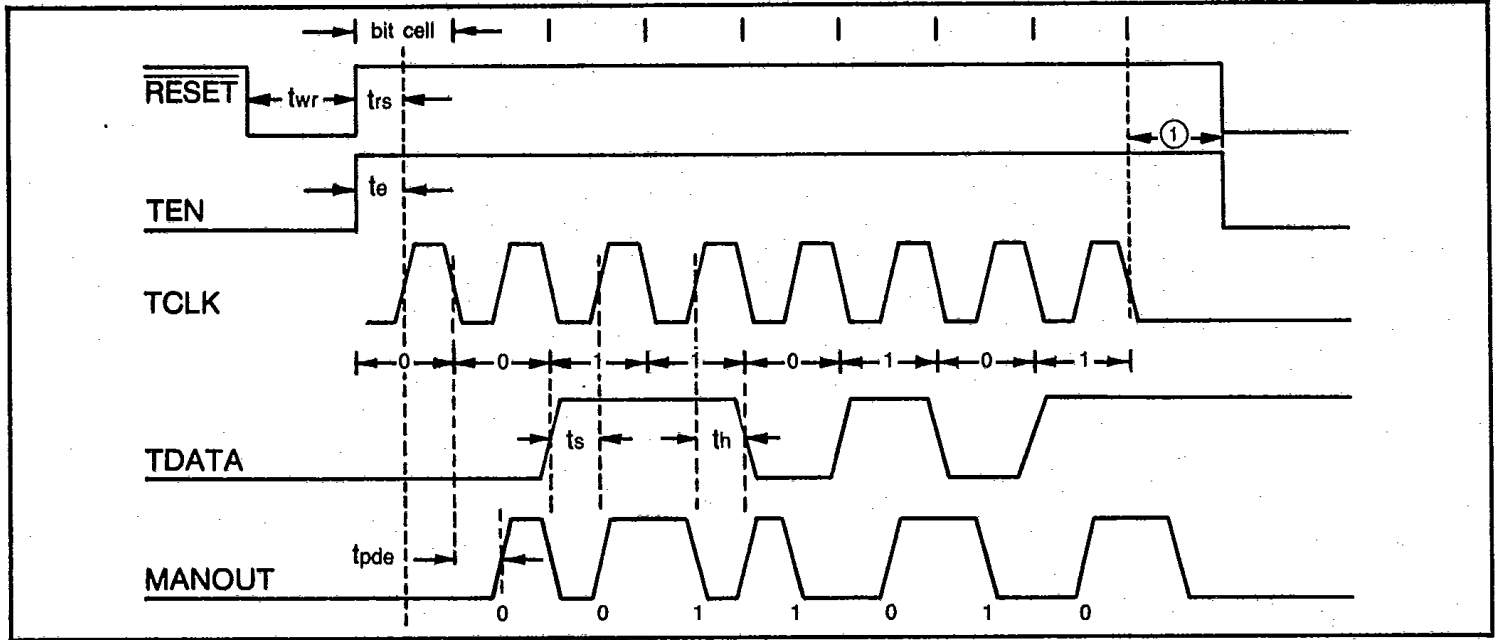 bit cell
RESET
twr
trs
①
te
TEN
TCLK
0 0 1 1 0 1 0 1
ts
th
TDATA
tpde
MANOUT
0 0 1 1 0 1 0